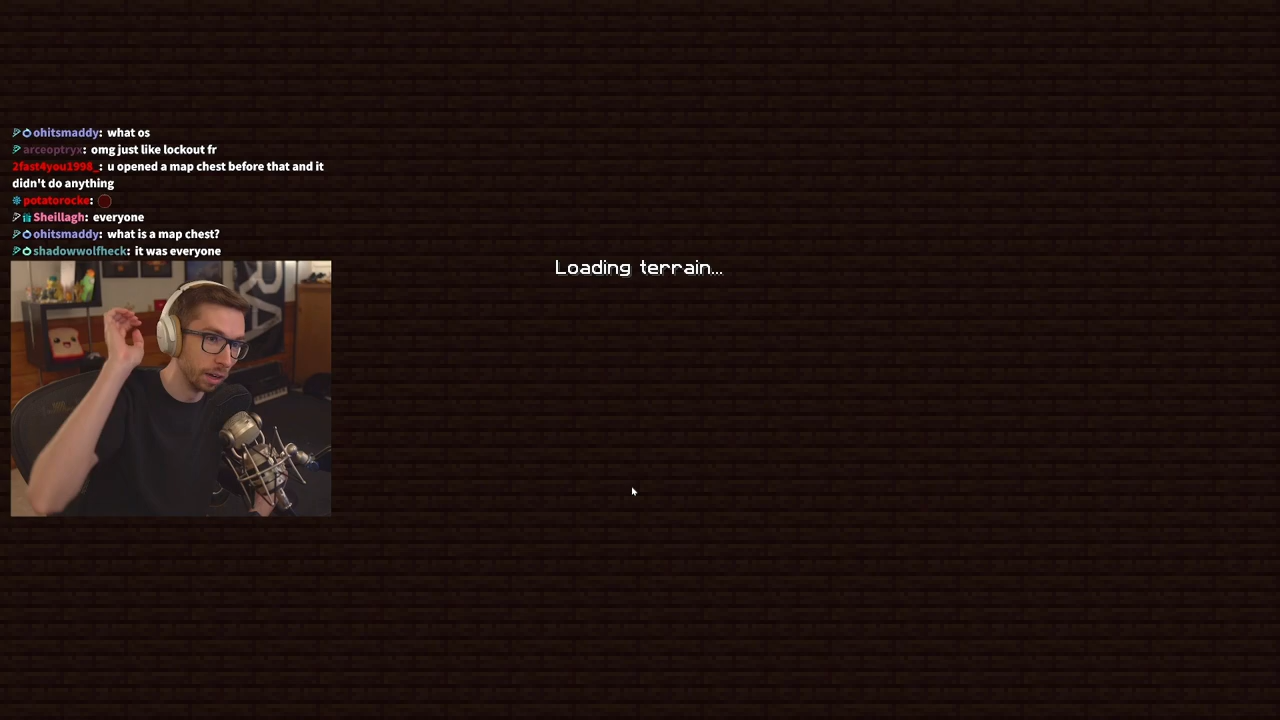 ohitsmaddy: what os
arceoptryx: omg just like lockout fr
2fast4you1998_: u opened a map chest before that and it
didn't do anything
potatorocke:
Sheillagh: everyone
ohitsmaddy: what is a map chest?
shadowwolfheck: it was everyone
Loading terrain...